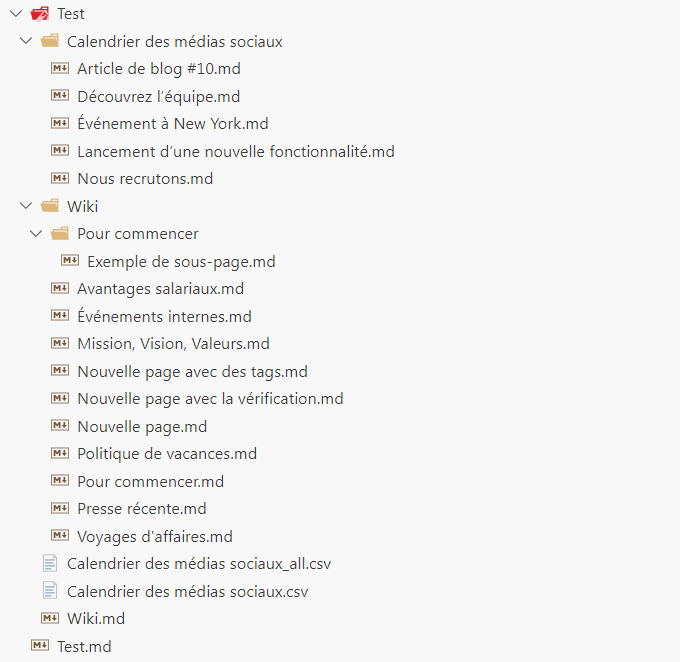 Test
Calendrier des médias sociaux
Article de blog #10.md
Découvrez l’équipe.md
Événement à New York.md
Lancement d’une nouvelle fonctionnalité.md
Nous recrutons.md
Wiki
Pour commencer
Exemple de sous-page.md
Avantages salariaux.md
Événements internes.md
Mission, Vision, Valeurs.md
Nouvelle page avec des tags.md
Nouvelle page avec la vérification.md
Nouvelle page.md
Politique de vacances.md
Pour commencer.md
Presse récente.md
Voyages d'affaires.md
Calendrier des médias sociaux_all.csv
Calendrier des médias sociaux.csv
Wiki.md
Test.md